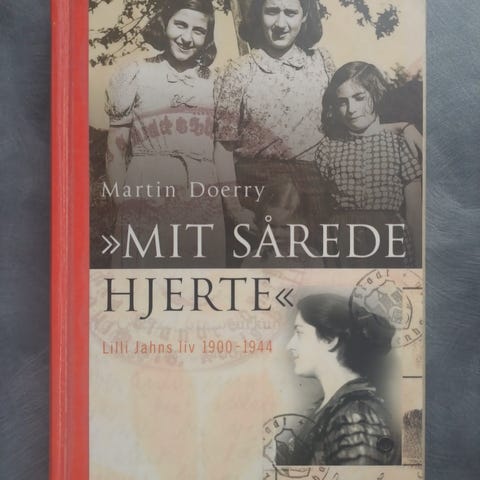 Martin Doerry
»MIT SÅREDE
HJERTE«
Lilli Jahns liv 1900-1944